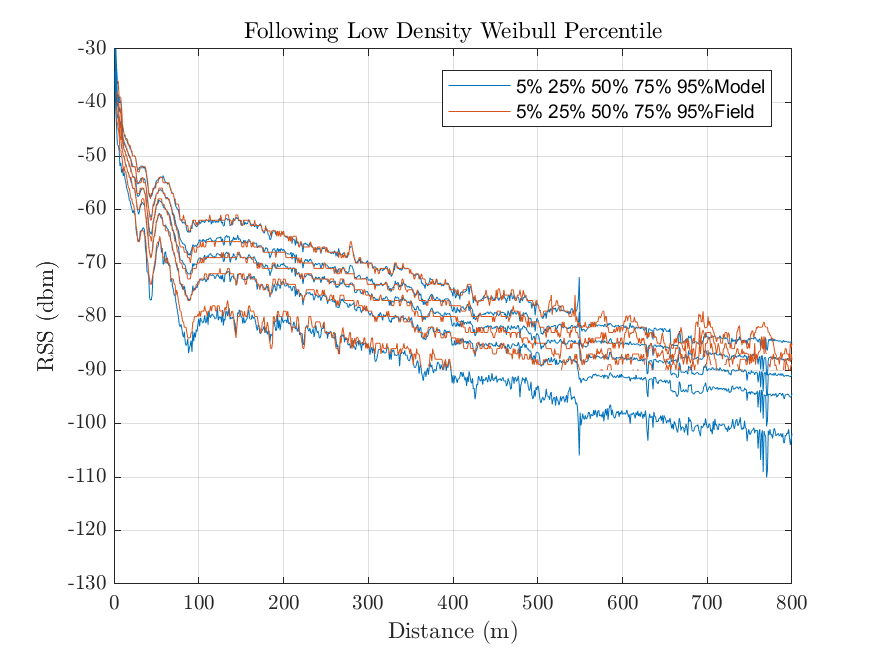 Following Low Density Weibull Percentile
5% 25% 50% 75% 95%Model
5% 25% 50% 75% 95%Field
RSS (dbm)
-30
-40
-50
-60
-70
-80
-90
-100
-110
-120
-130
0 100 200 300 400 500 600 700 800
Distance (m)